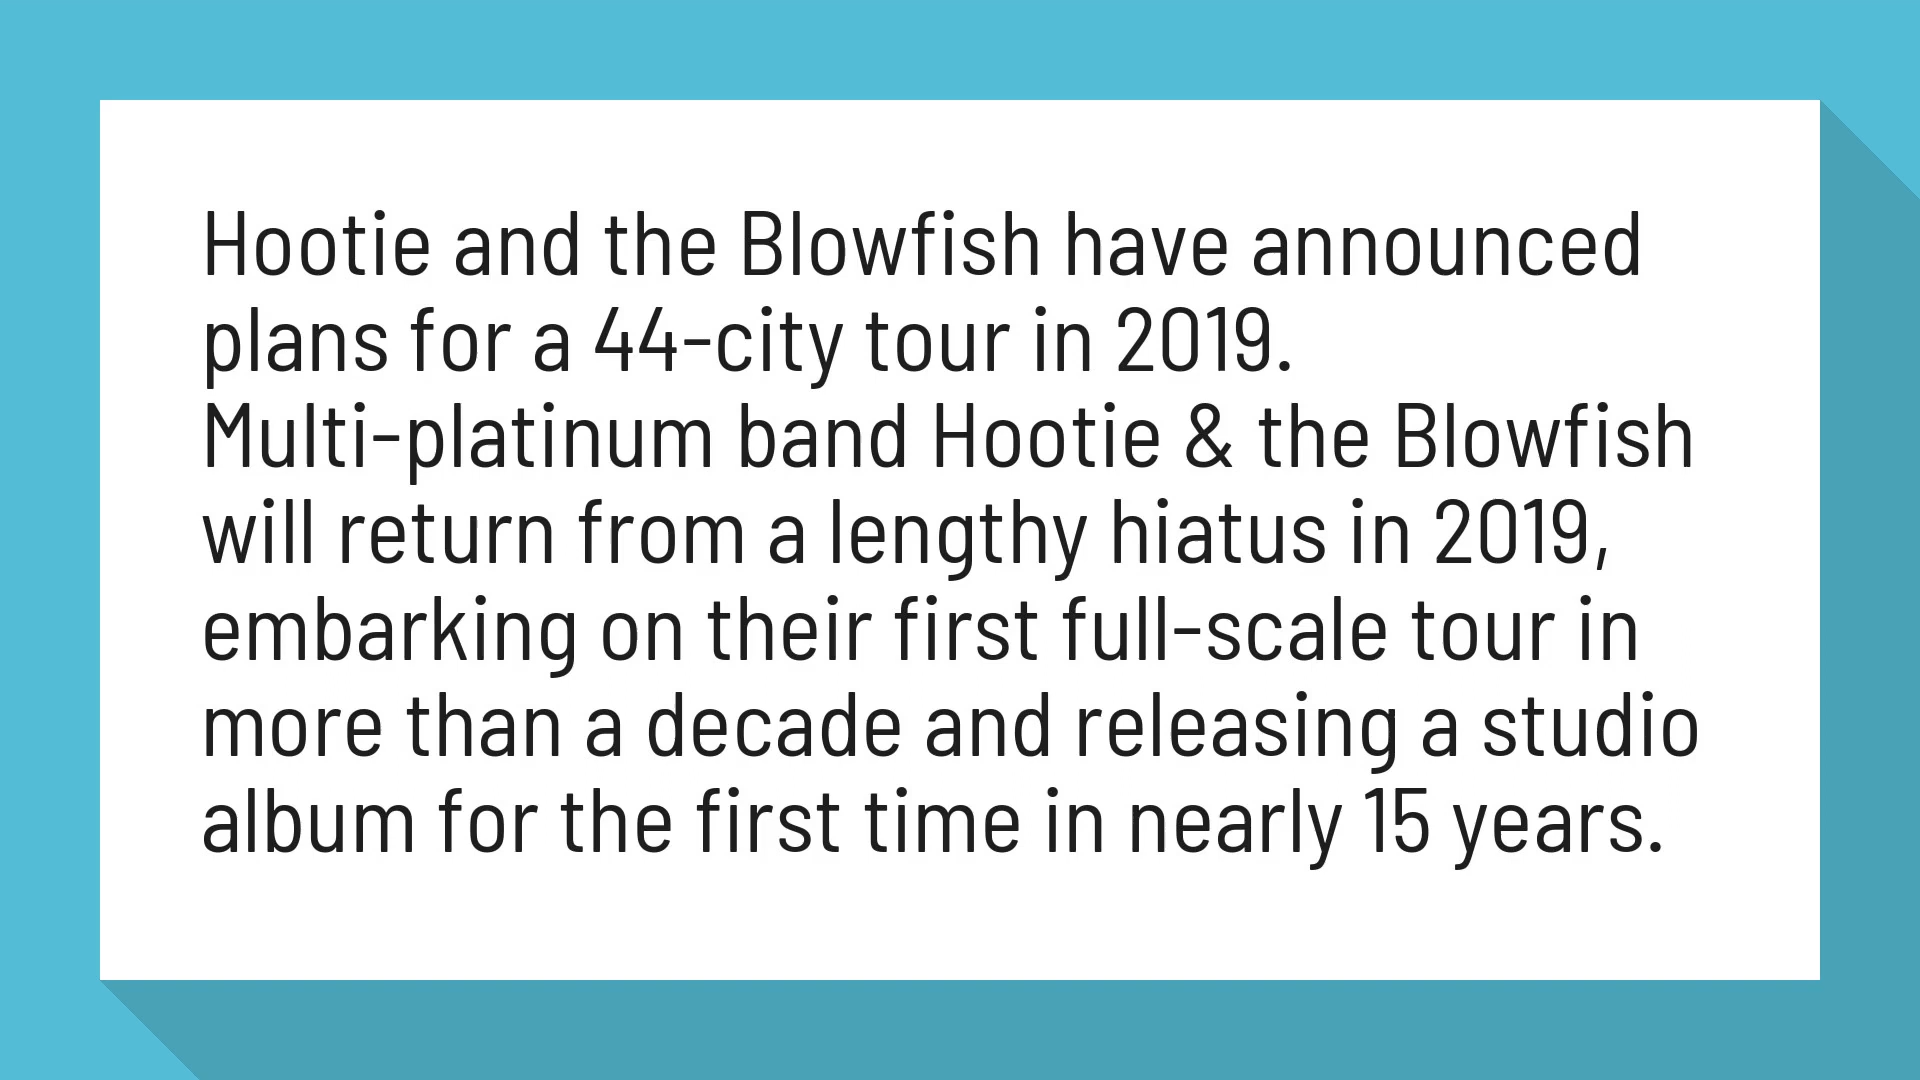 Hootie and the Blowfish have announced
plans for a 44-city tour in 2019.
Multi-platinum band Hootie & the Blowfish
will return from a lengthy hiatus in 2019,
embarking on their first full-scale tour in
more than a decade and releasing a studio
album for the first time in nearly 15 years.